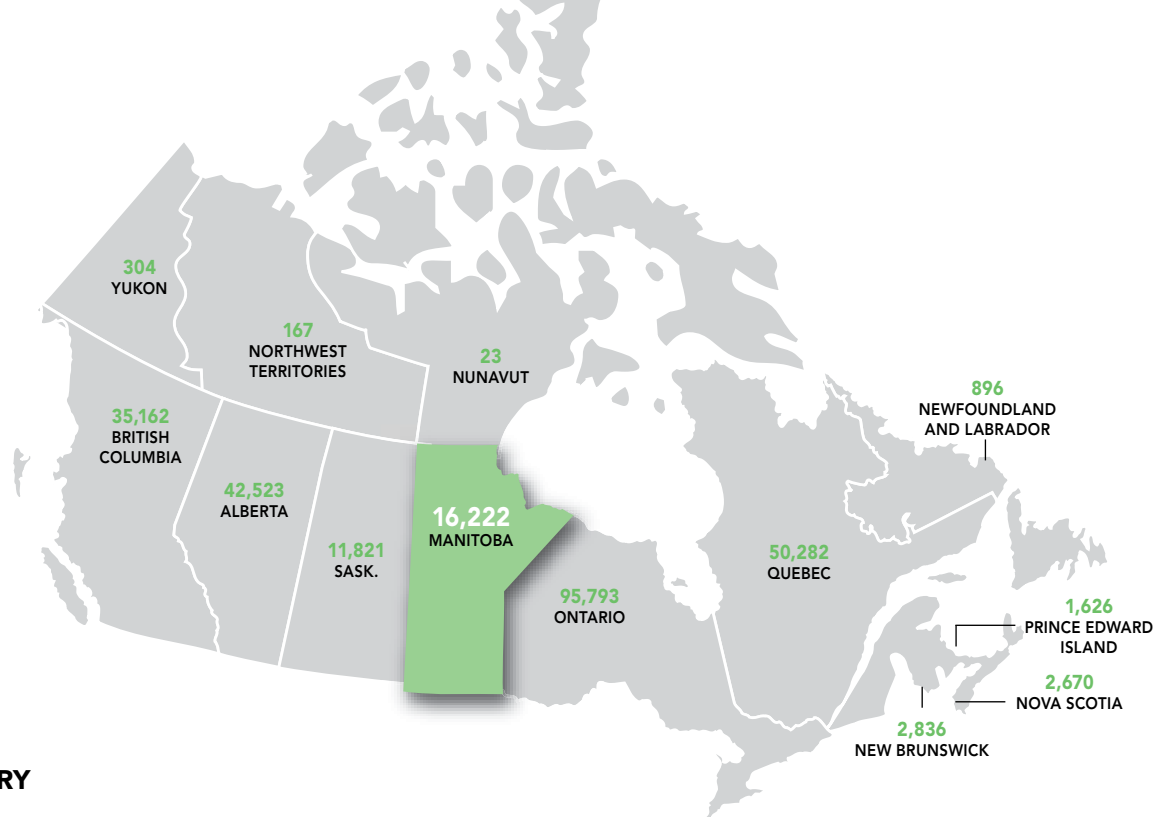 304
YUKON
167
NORTHWEST
TERRITORIES
23
NUNAVUT
896
NEWFOUNDLAND
AND LABRADOR
35,162
BRITISH
COLUMBIA
42,523
ALBERTA
11,821
SASK.
16,222
MANITOBA
95,793
ONTARIO
50,282
QUEBEC
1,626
PRINCE EDWARD
ISLAND
2,670
NOVA SCOTIA
2,836
NEW BRUNSWICK
RY